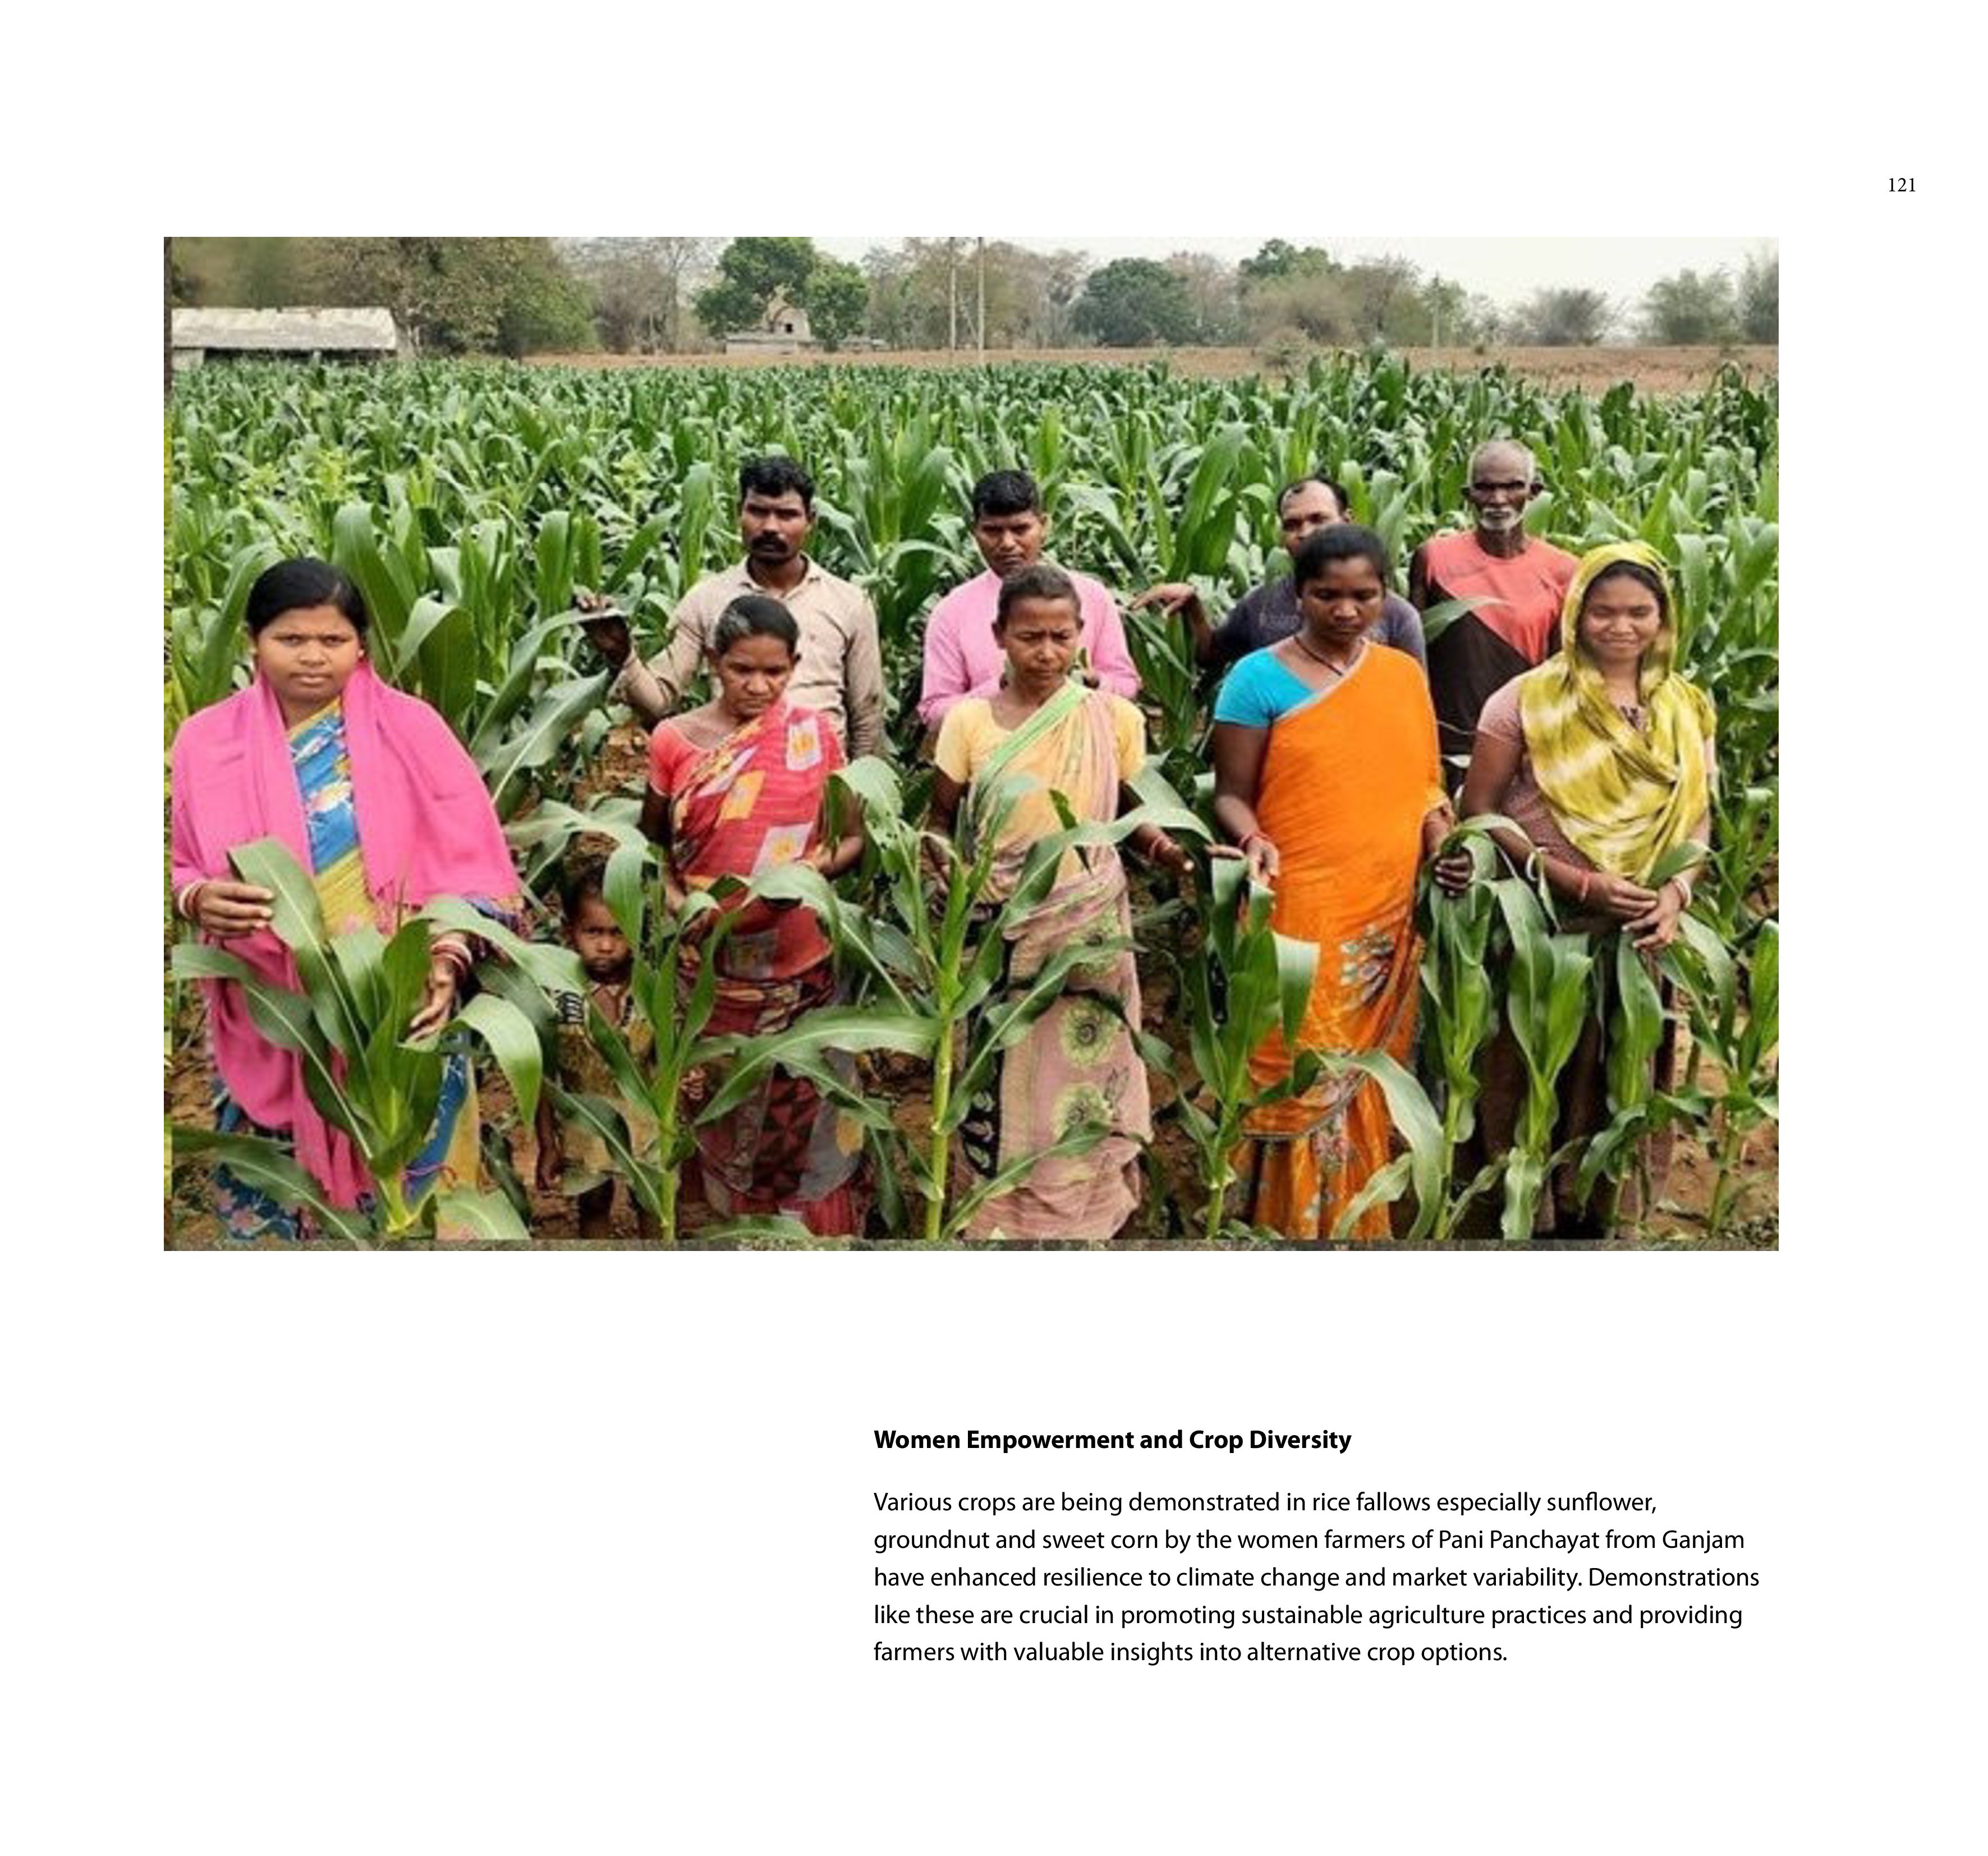 121
Women Empowerment and Crop Diversity
Various crops are being demonstrated in rice fallows especially sunflower,
groundnut and sweet corn by the women farmers of Pani Panchayat from Ganjam
have enhanced resilience to climate change and market variability. Demonstrations
like these are crucial in promoting sustainable agriculture practices and providing
farmers with valuable insights into alternative crop options.